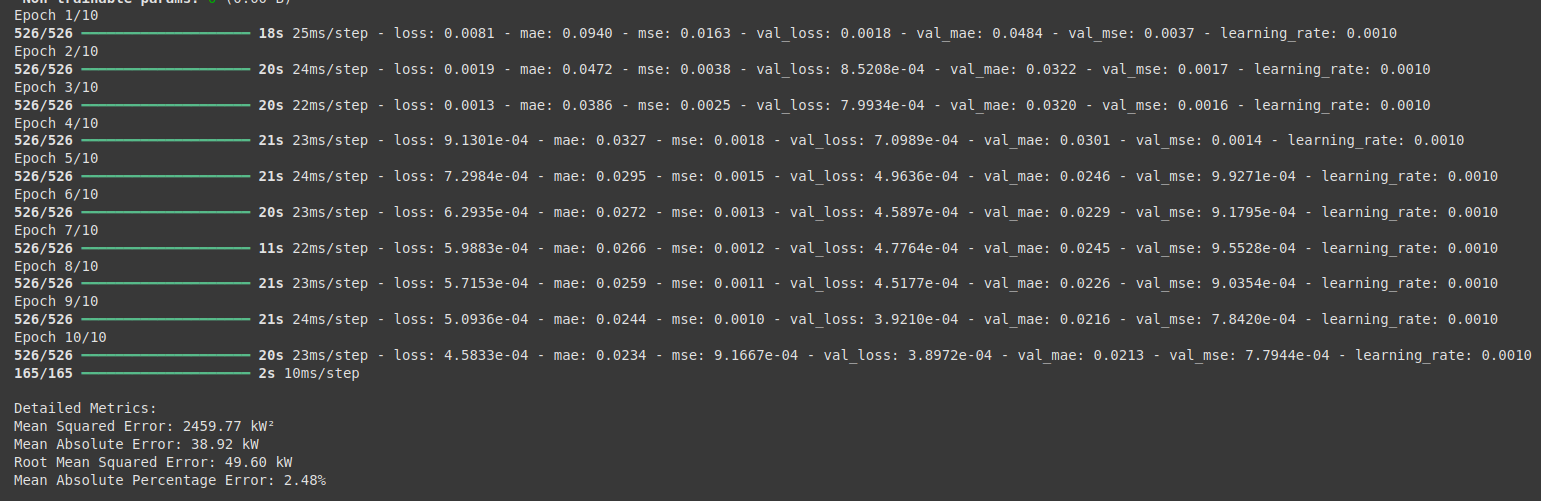 Non-trainable params: 0 (0.00 B)
Epoch 1/10
526/526 ━━━━━━━━━━━━━━━━━━━━ 18s 25ms/step - loss: 0.0081 - mae: 0.0940 - mse: 0.0163 - val_loss: 0.0018 - val_mae: 0.0484 - val_mse: 0.0037 - learning_rate: 0.0010
Epoch 2/10
526/526 ━━━━━━━━━━━━━━━━━━━━ 20s 24ms/step - loss: 0.0019 - mae: 0.0472 - mse: 0.0038 - val_loss: 8.5208e-04 - val_mae: 0.0322 - val_mse: 0.0017 - learning_rate: 0.0010
Epoch 3/10
526/526 ━━━━━━━━━━━━━━━━━━━━ 20s 22ms/step - loss: 0.0013 - mae: 0.0386 - mse: 0.0025 - val_loss: 7.9934e-04 - val_mae: 0.0320 - val_mse: 0.0016 - learning_rate: 0.0010
Epoch 4/10
526/526 ━━━━━━━━━━━━━━━━━━━━ 21s 23ms/step - loss: 9.1301e-04 - mae: 0.0327 - mse: 0.0018 - val_loss: 7.0989e-04 - val_mae: 0.0301 - val_mse: 0.0014 - learning_rate: 0.0010
Epoch 5/10
526/526 ━━━━━━━━━━━━━━━━━━━━ 21s 24ms/step - loss: 7.2984e-04 - mae: 0.0295 - mse: 0.0015 - val_loss: 4.9636e-04 - val_mae: 0.0246 - val_mse: 9.9271e-04 - learning_rate: 0.0010
Epoch 6/10
526/526 ━━━━━━━━━━━━━━━━━━━━ 20s 23ms/step - loss: 6.2935e-04 - mae: 0.0272 - mse: 0.0013 - val_loss: 4.5897e-04 - val_mae: 0.0229 - val_mse: 9.1795e-04 - learning_rate: 0.0010
Epoch 7/10
526/526 ━━━━━━━━━━━━━━━━━━━━ 11s 22ms/step - loss: 5.9883e-04 - mae: 0.0266 - mse: 0.0012 - val_loss: 4.7764e-04 - val_mae: 0.0245 - val_mse: 9.5528e-04 - learning_rate: 0.0010
Epoch 8/10
526/526 ━━━━━━━━━━━━━━━━━━━━ 21s 23ms/step - loss: 5.7153e-04 - mae: 0.0259 - mse: 0.0011 - val_loss: 4.5177e-04 - val_mae: 0.0226 - val_mse: 9.0354e-04 - learning_rate: 0.0010
Epoch 9/10
526/526 ━━━━━━━━━━━━━━━━━━━━ 21s 24ms/step - loss: 5.0936e-04 - mae: 0.0244 - mse: 0.0010 - val_loss: 3.9210e-04 - val_mae: 0.0216 - val_mse: 7.8420e-04 - learning_rate: 0.0010
Epoch 10/10
526/526 ━━━━━━━━━━━━━━━━━━━━ 20s 23ms/step - loss: 4.5833e-04 - mae: 0.0234 - mse: 9.1667e-04 - val_loss: 3.8972e-04 - val_mae: 0.0213 - val_mse: 7.7944e-04 - learning_rate: 0.0010
165/165 ━━━━━━━━━━━━━━━━━━━━ 2s 10ms/step
Detailed Metrics:
Mean Squared Error: 2459.77 kW²
Mean Absolute Error: 38.92 kW
Root Mean Squared Error: 49.60 kW
Mean Absolute Percentage Error: 2.48%